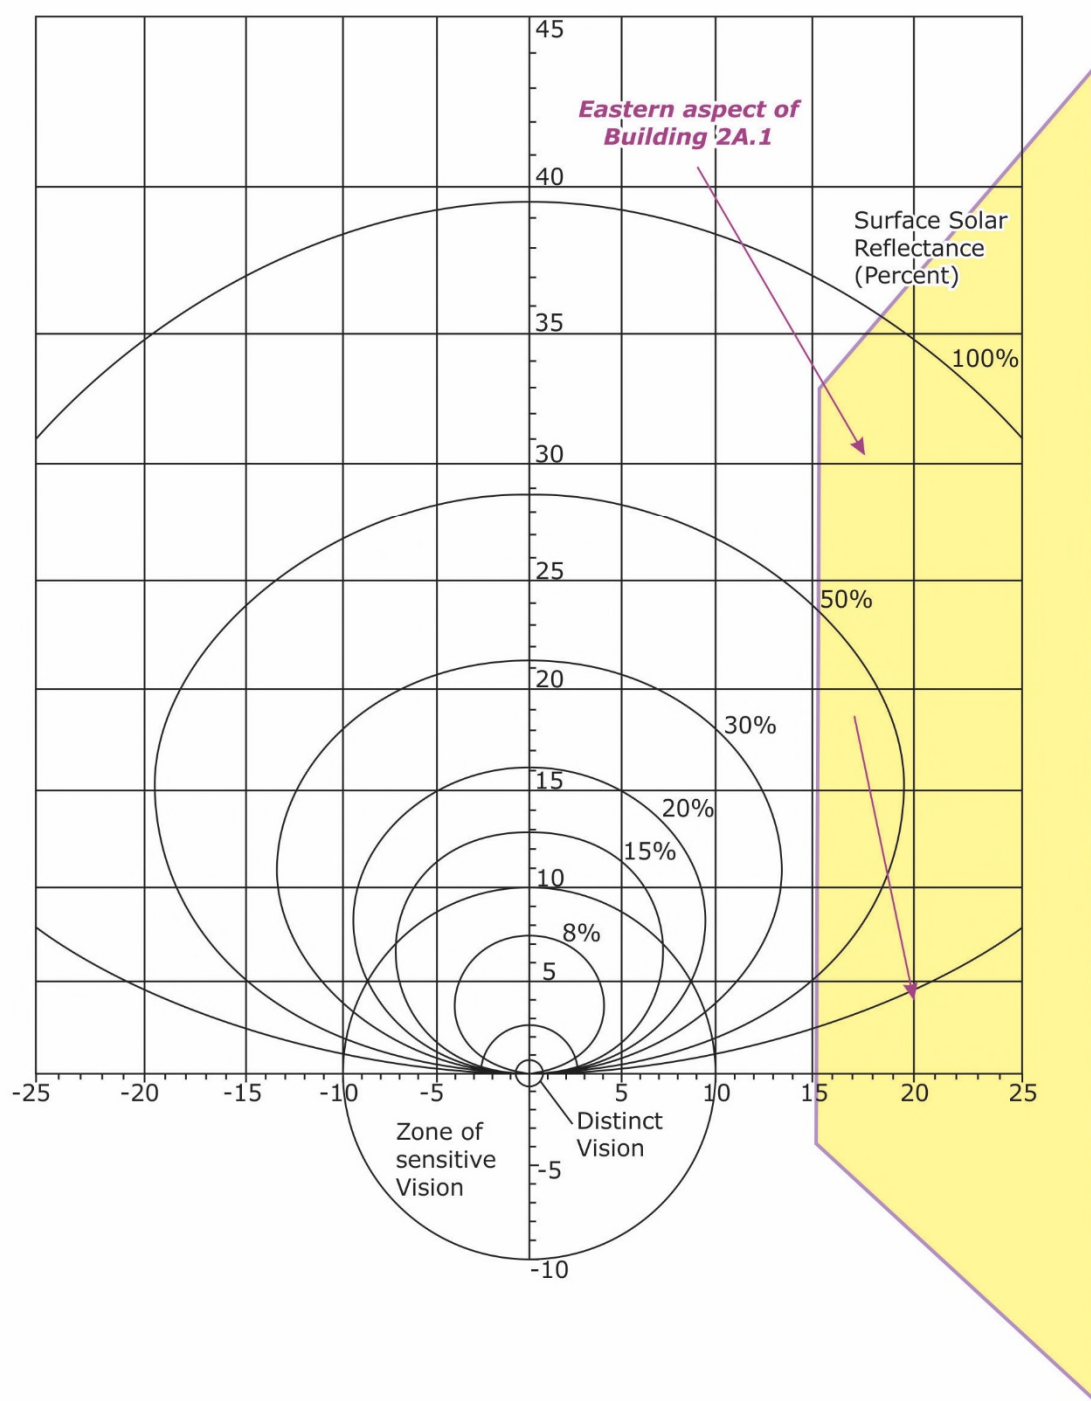 45
Eastern aspect of
Building 2A.1
40
Surface Solar
Reflectance
(Percent)
35
100%
30
25
50%
20
30%
15
20%
15%
10
8%
5
-25 -20 -15 -10 -5 5 10 15 20 25
Distinct
Vision
Zone of
sensitive
Vision
-5
-10